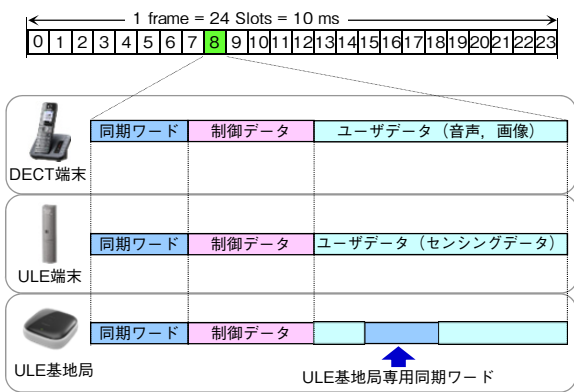 1 frame = 24 Slots = 10 ms
0 1 2 3 4 5 6 7 8 9 10 11 12 13 14 15 16 17 18 19 20 21 22 23
同期ワード 制御データ ユーザデータ（音声，画像）
DECT端末
同期ワード 制御データ ユーザデータ（センシングデータ）
ULE端末
同期ワード 制御データ
ULE基地局
ULE基地局専用同期ワード